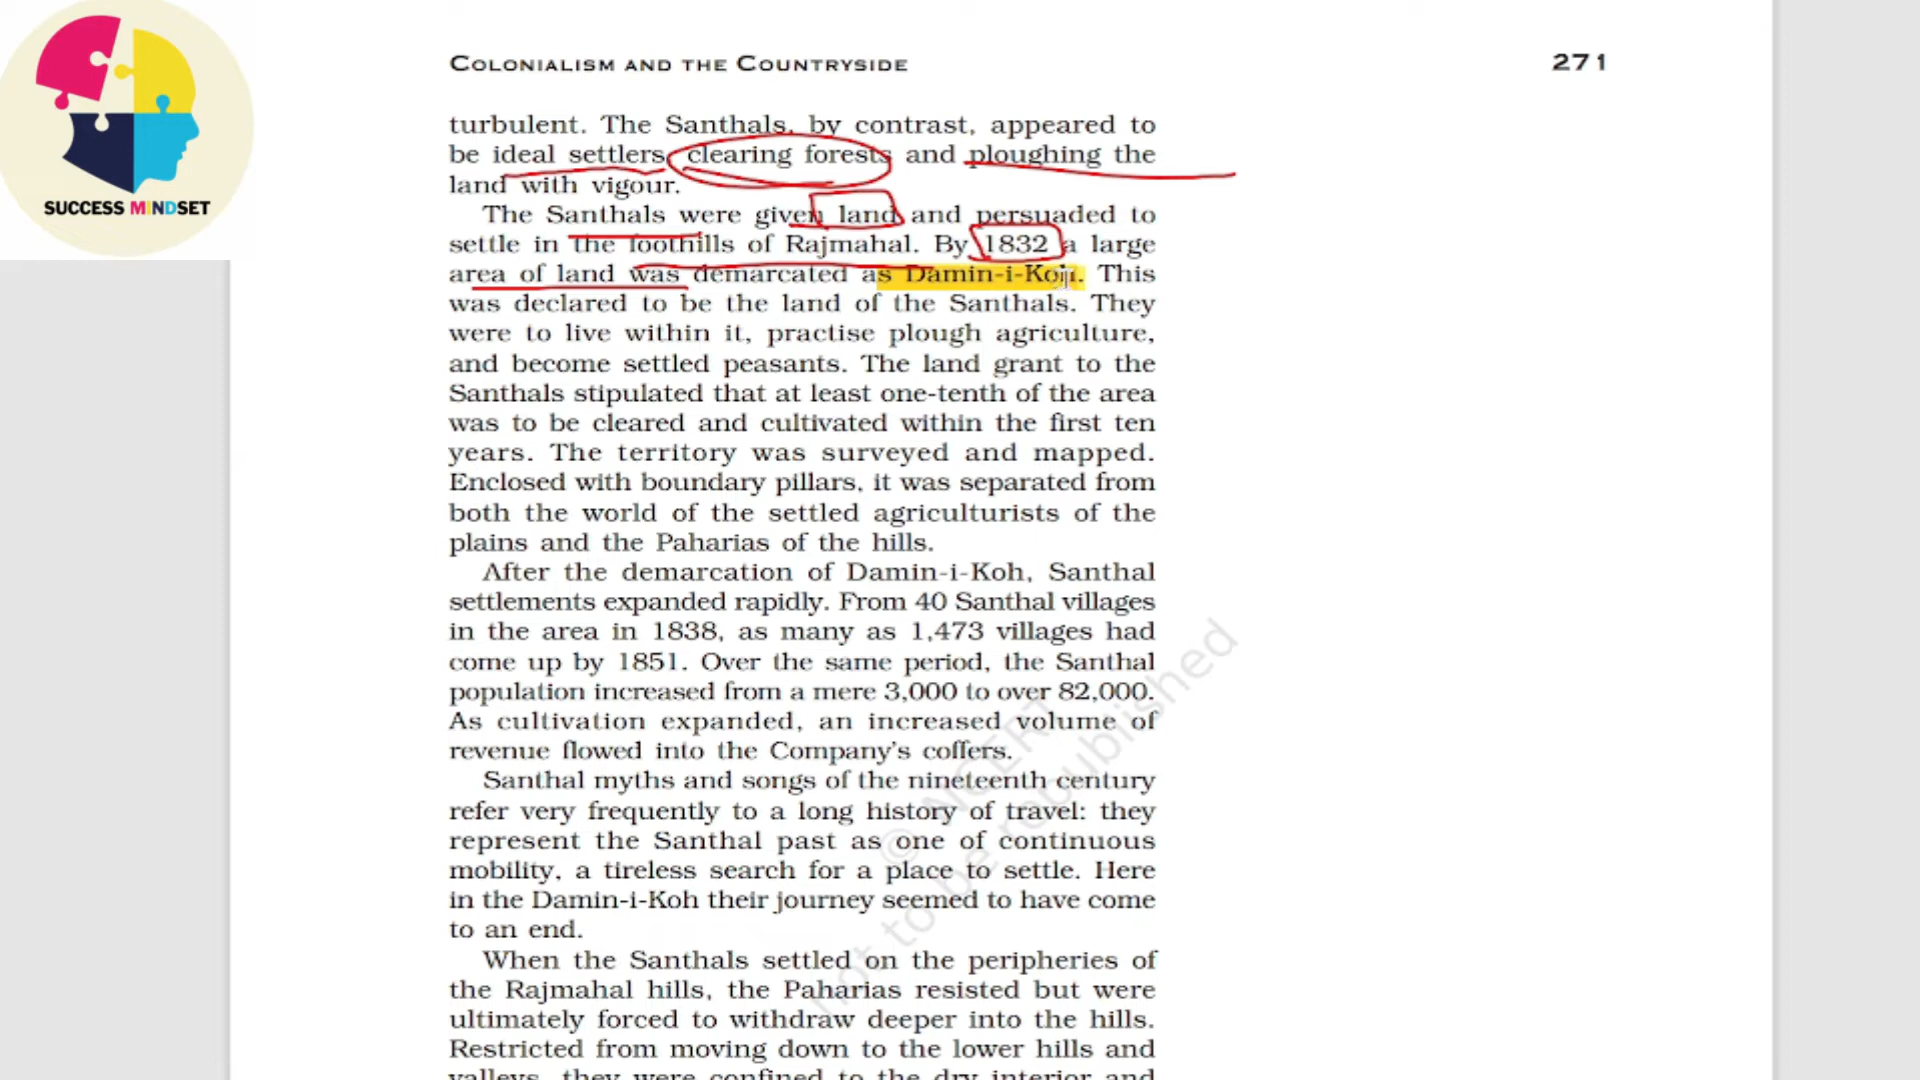 SUCCESS MINDSET
COLONIALISM AND THE COUNTRYSIDE
271
turbulent. The Santhals, by contrast, appeared to
be ideal settlers, clearing forests and ploughing the
land with vigour.
The Santhals were given land and persuaded to
settle in the foothills of Rajmahal. By 1832 a large
area of land was demarcated as Damin-i-Koh. This
was declared to be the land of the Santhals. They
were to live within it, practise plough agriculture,
and become settled peasants. The land grant to the
Santhals stipulated that at least one-tenth of the area
was to be cleared and cultivated within the first ten
years. The territory was surveyed and mapped.
Enclosed with boundary pillars, it was separated from
both the world of the settled agriculturists of the
plains and the Paharias of the hills.
After the demarcation of Damin-i-Koh, Santhal
settlements expanded rapidly. From 40 Santhal villages
in the area in 1838, as many as 1,473 villages had
come up by 1851. Over the same period, the Santhal
population increased from a mere 3,000 to over 82,000.
As cultivation expanded, an increased volume of
revenue flowed into the Company's coffers.
Santhal myths and songs of the nineteenth century
refer very frequently to a long history of travel: they
represent the Santhal past as one of continuous
mobility, a tireless search for a place to settle. Here
in the Damin-i-Koh their journey seemed to have come
to an end.
When the Santhals settled on the peripheries of
the Rajmahal hills, the Paharias resisted but were
ultimately forced to withdraw deeper into the hills.
Restricted from moving down to the lower hills and
valleys, they were confined to the dry interior and
© NCERT
not to be republished